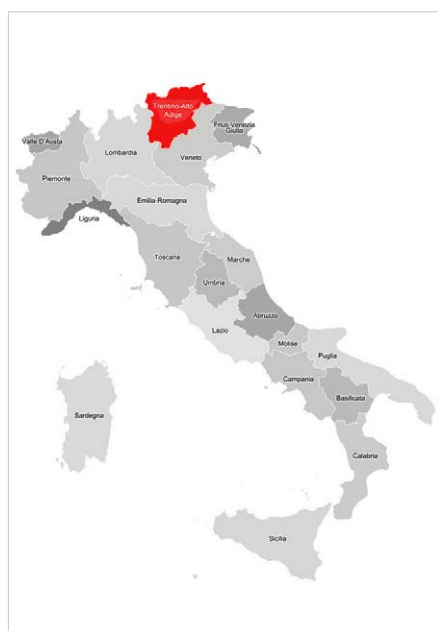 Trentino-Alto
Adige
Friuli-Venezia
Giulia
Valle D'Aosta
Lombardia
Veneto
Piemonte
Emilia-Romagna
Liguria
Toscana
Marche
Umbria
Abruzzo
Lazio
Molise
Puglia
Campania
Basilicata
Sardegna
Calabria
Sicilia